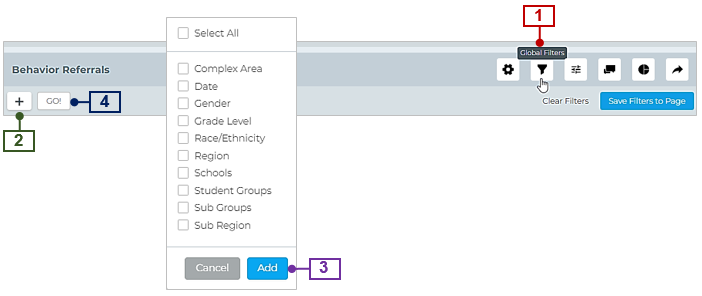 1
Select All
Global Filters
Behavior Referrals
Complex Area
Date
Gender
Grade Level
Race/Ethnicity
Region
Schools
Student Groups
Sub Groups
Sub Region
+ GO!
4
Clear Filters Save Filters to Page
2
Cancel Add
3